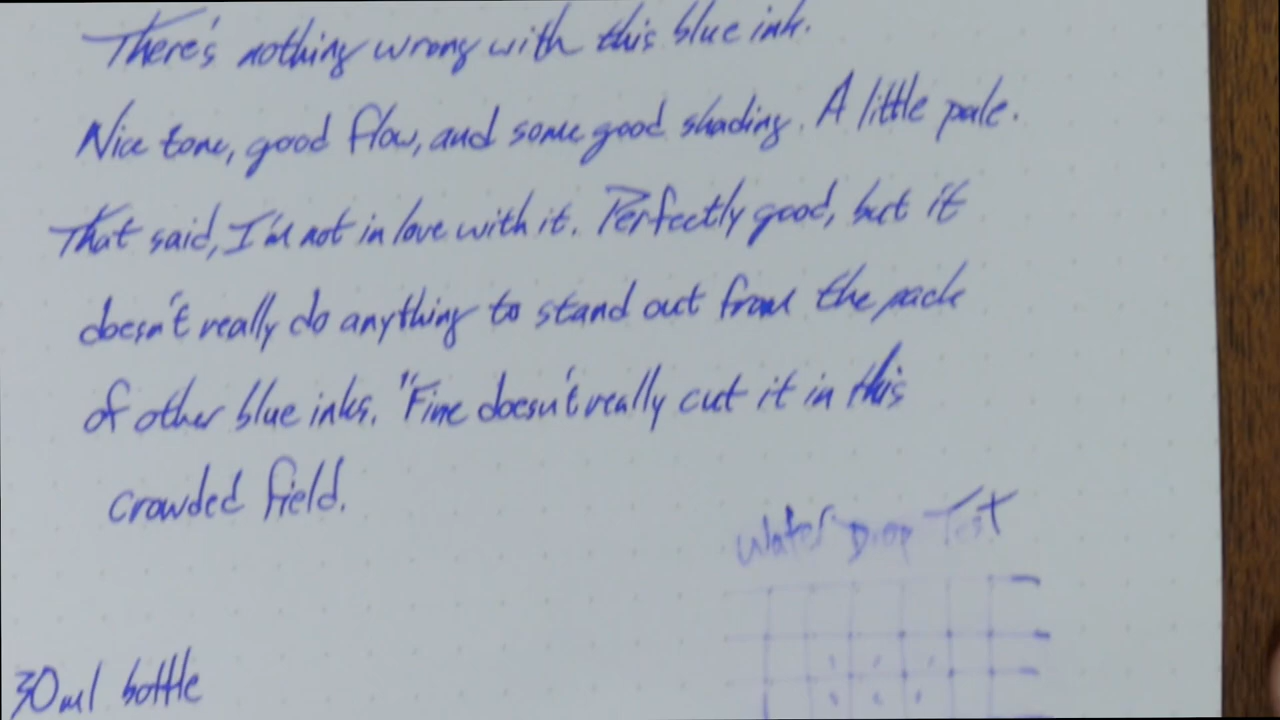 There's nothing wrong with this blue ink.
Nice tone, good flow, and some good shading. A little pale.
That said, I'm not in love with it. Perfectly good, but it
doesn't really do anything to stand out from the pack
of other blue inks. "Fine doesn't really cut it in this
crowded field.
Water Drop Test
30ml bottle